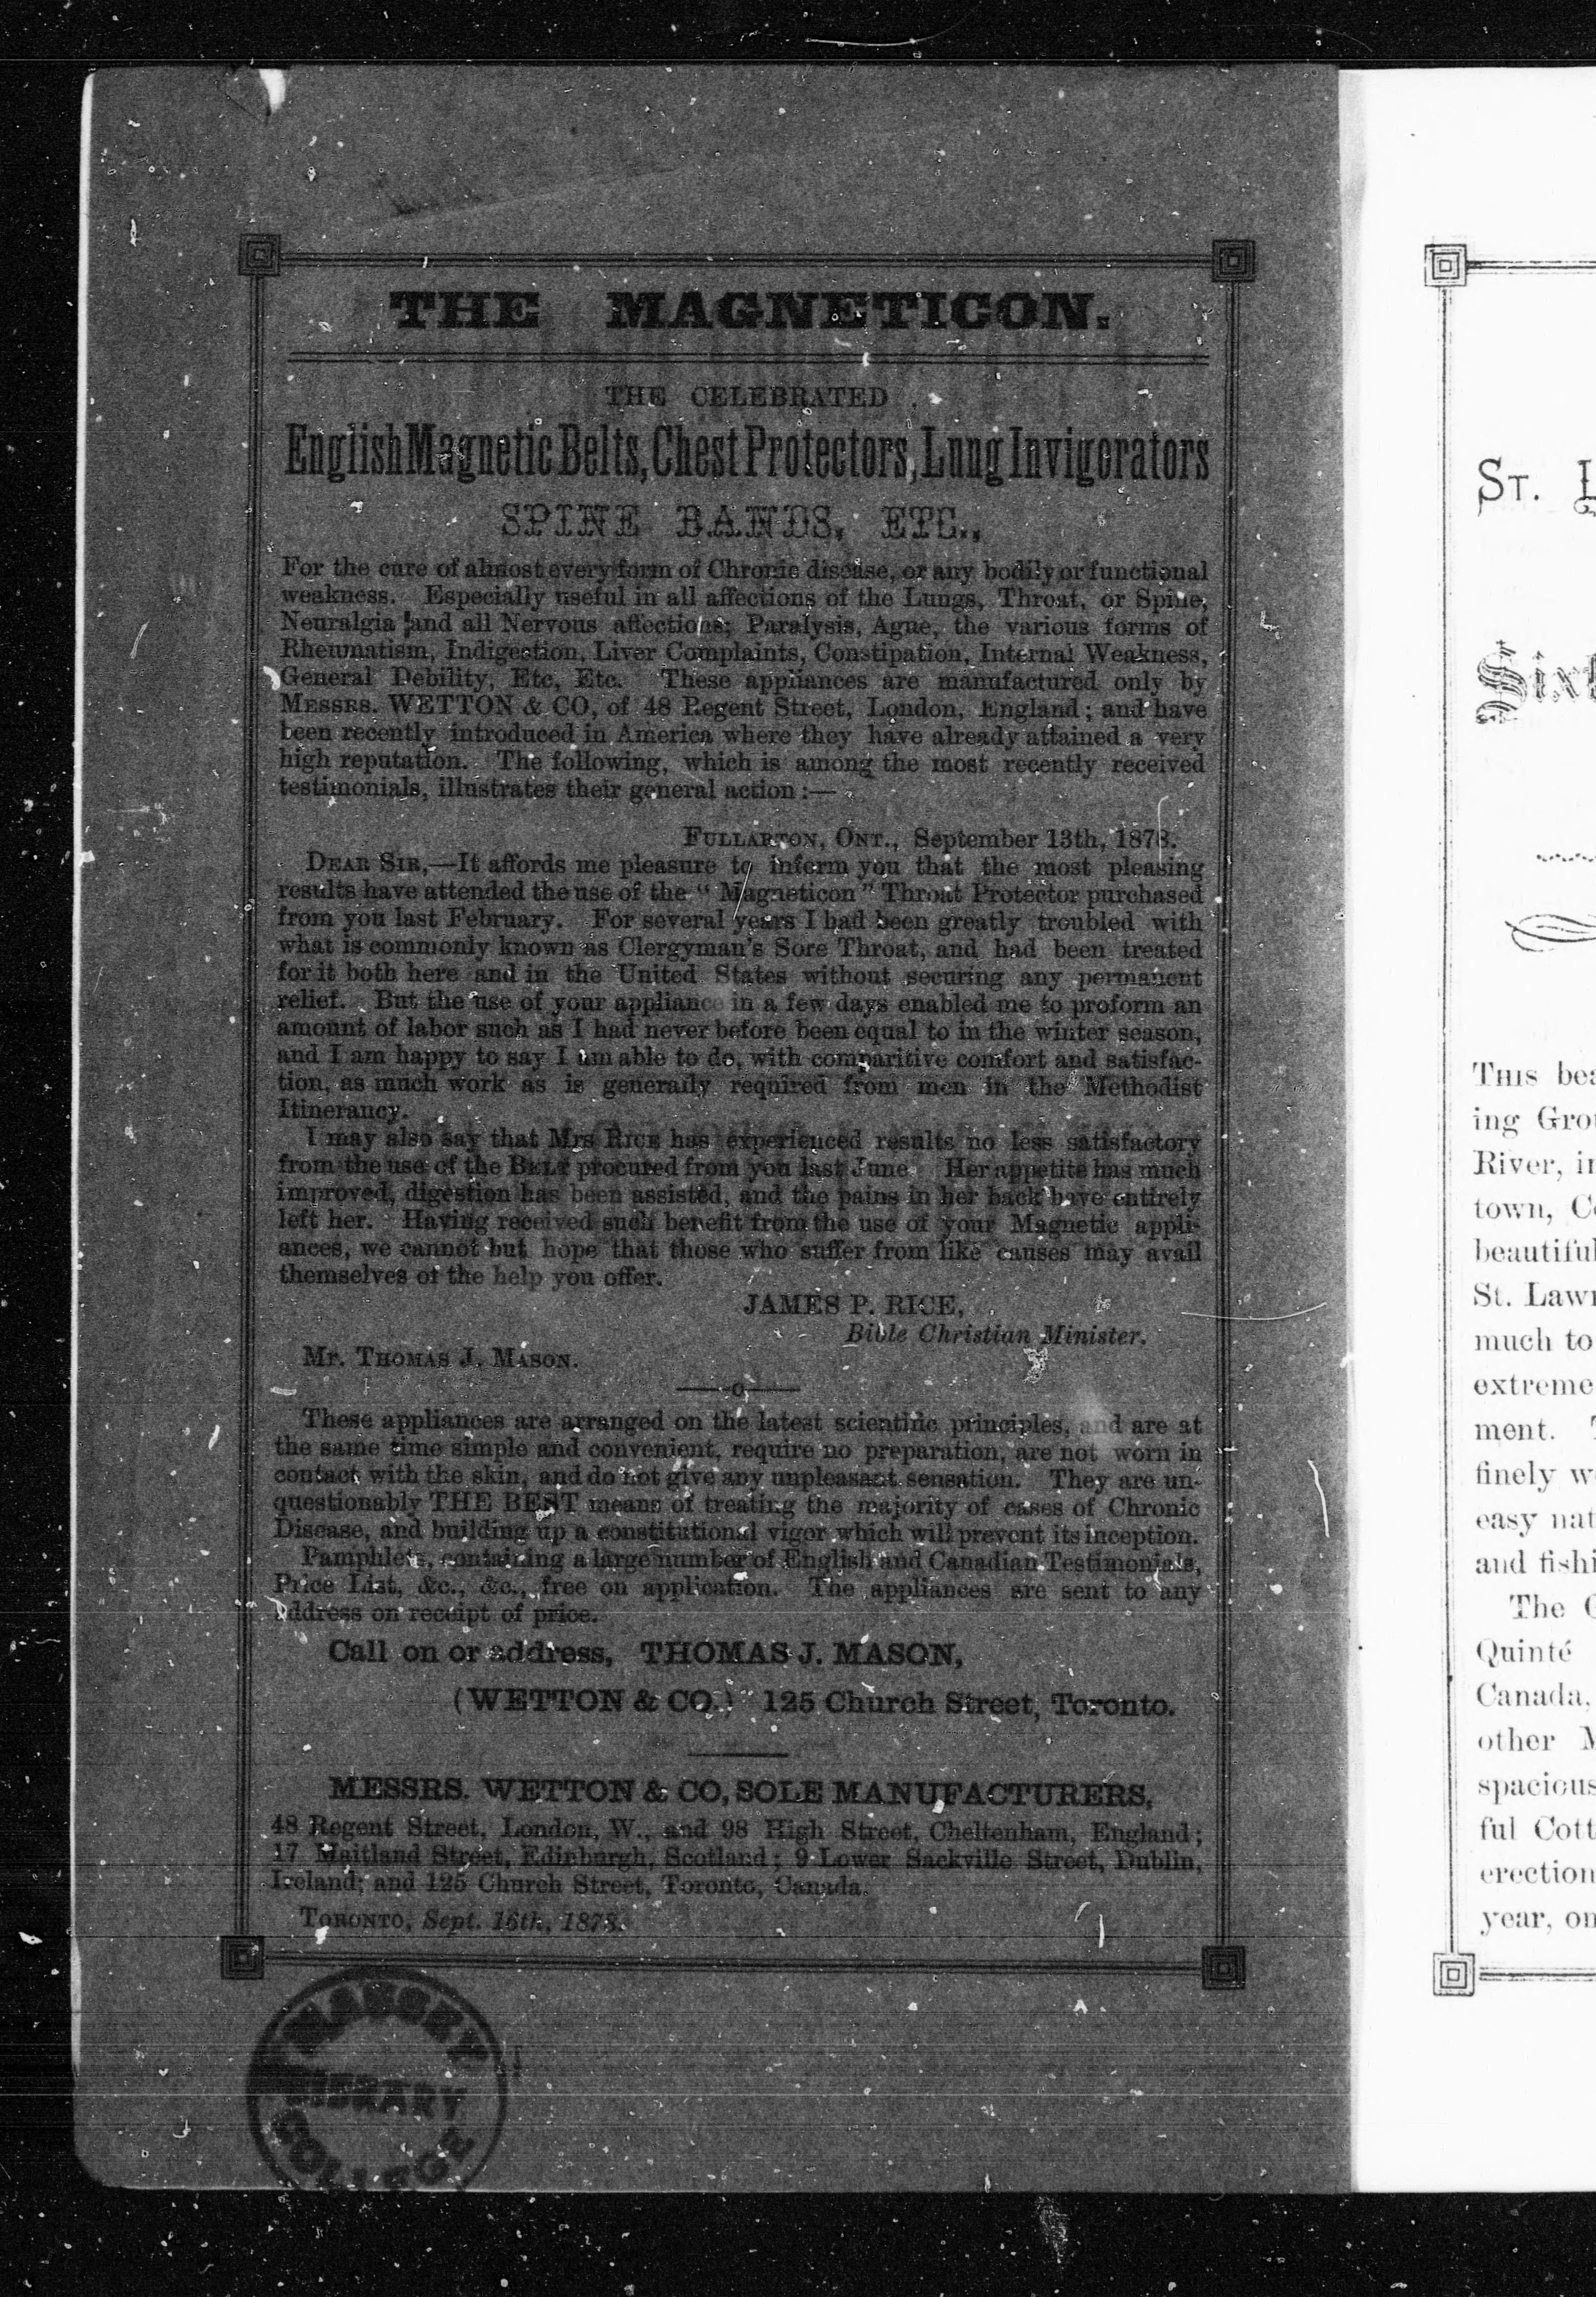 THE MAGNETICON.
THE CELEBRATED
English Magnetic Belts, Chest Protectors, Lung Invigorators
SPINE BANDS, ETC.,
For the cure of almost every form of Chronic disease, or any bodily or functional
weakness. Especially useful in all affections of the Lungs, Throat, or Spine,
Neuralgia and all Nervous affections; Paralysis, Ague, the various forms of
Rheumatism, Indigestion, Liver Complaints, Constipation, Internal Weakness,
General Debility, Etc, Etc. These appliances are manufactured only by
MESSRS. WETTON & CO, of 48 Regent Street, London, England; and have
been recently introduced in America where they have already attained a very
high reputation. The following, which is among the most recently received
testimonials, illustrates their general action:—
FULLARTON, ONT., September 13th, 1878.
DEAR SIR,—It affords me pleasure to inform you that the most pleasing
results have attended the use of the "Magneticon" Throat Protector purchased
from you last February. For several years I had been greatly troubled with
what is commonly known as Clergyman's Sore Throat, and had been treated
for it both here and in the United States without securing any permanent
relief. But the use of your appliance in a few days enabled me to proform an
amount of labor such as I had never before been equal to in the winter season,
and I am happy to say I am able to do, with comparitive comfort and satisfac-
tion, as much work as is generally required from men in the Methodist
Itinerancy.
I may also say that MRS RICE has experienced results no less satisfactory
from the use of the BELT procured from you last June Her appetite has much
improved, digestion has been assisted, and the pains in her back have entirely
left her. Having received such benefit from the use of your Magnetic appli-
ances, we cannot but hope that those who suffer from like causes may avail
themselves of the help you offer.
JAMES P. RICE,
Bible Christian Minister.
Mr. THOMAS J. MASON.
——o——
These appliances are arranged on the latest scientific principles, and are at
the same time simple and convenient, require no preparation, are not worn in
contact with the skin, and do not give any unpleasant sensation. They are un-
questionably THE BEST means of treating the majority of cases of Chronic
Disease, and building up a constitutional vigor which will prevent its inception.
Pamphlets, containing a large number of English and Canadian Testimonials,
Price List, &c., &c., free on application. The appliances are sent to any
address on receipt of price.
Call on or address, THOMAS J. MASON,
(WETTON & CO.) 125 Church Street, Toronto.
MESSRS. WETTON & CO, SOLE MANUFACTURERS,
48 Regent Street, London, W., and 98 High Street, Cheltenham, England;
17 Maitland Street, Edinburgh, Scotland; 9 Lower Sackville Street, Dublin,
Ireland; and 125 Church Street, Toronto, Canada.
TORONTO, Sept. 16th, 1878.
MASSEY
LIBRARY
COLLEGE
ST. L
Sixt
THIS bea
ing Grou
River, in
town, Co
beautiful
St. Lawr
much to
extreme
ment. T
finely w
easy nat
and fishi
The G
Quinté
Canada,
other M
spacious
ful Cott
erection
year, on